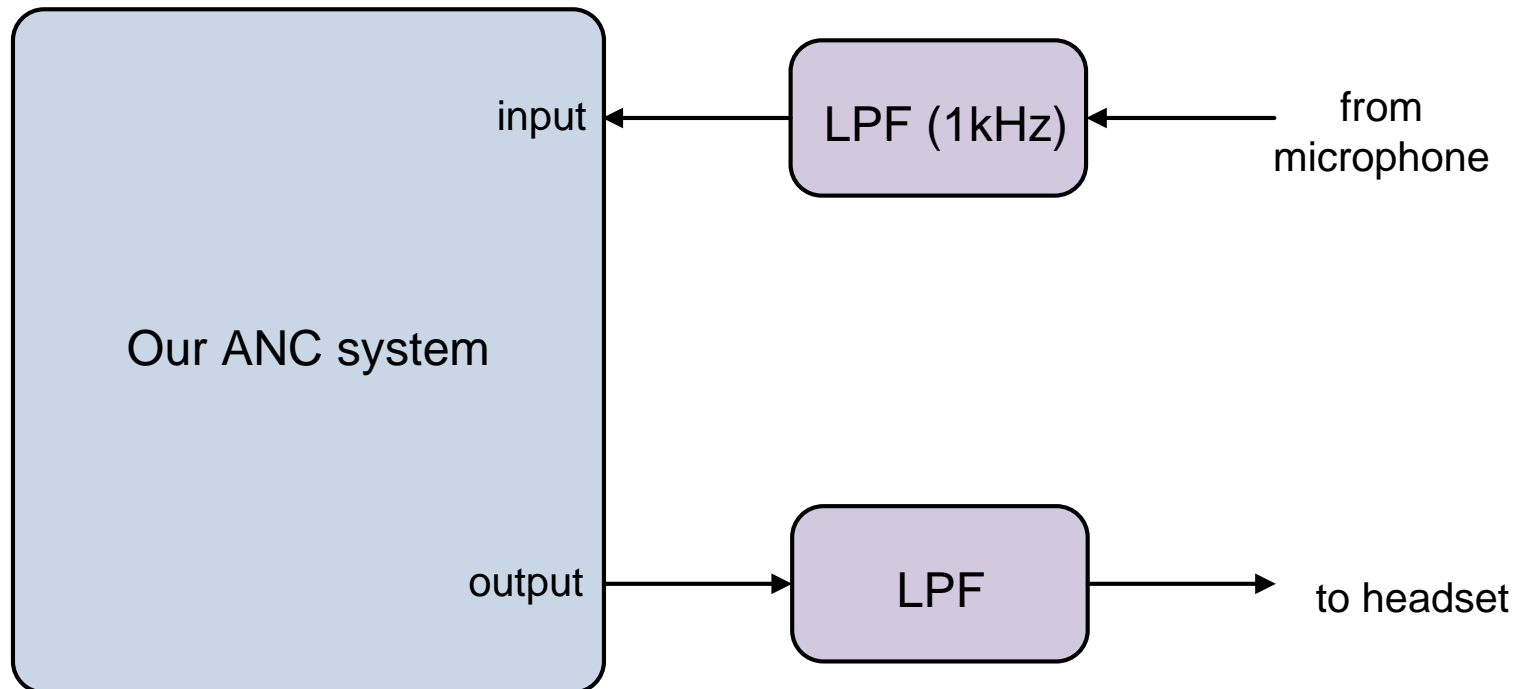 input
LPF (1kHz)
from
microphone
Our ANC system
output
LPF
to headset